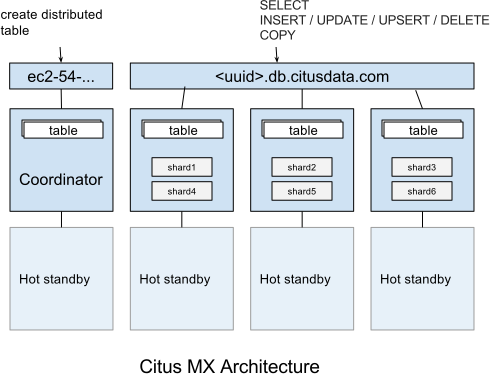 create distributed
table
SELECT
INSERT / UPDATE / UPSERT / DELETE
COPY
ec2-54-...
<uuid>.db.citusdata.com
table
table
table
table
Coordinator
shard1
shard2
shard3
shard4
shard5
shard6
Hot standby
Hot standby
Hot standby
Hot standby
Citus MX Architecture